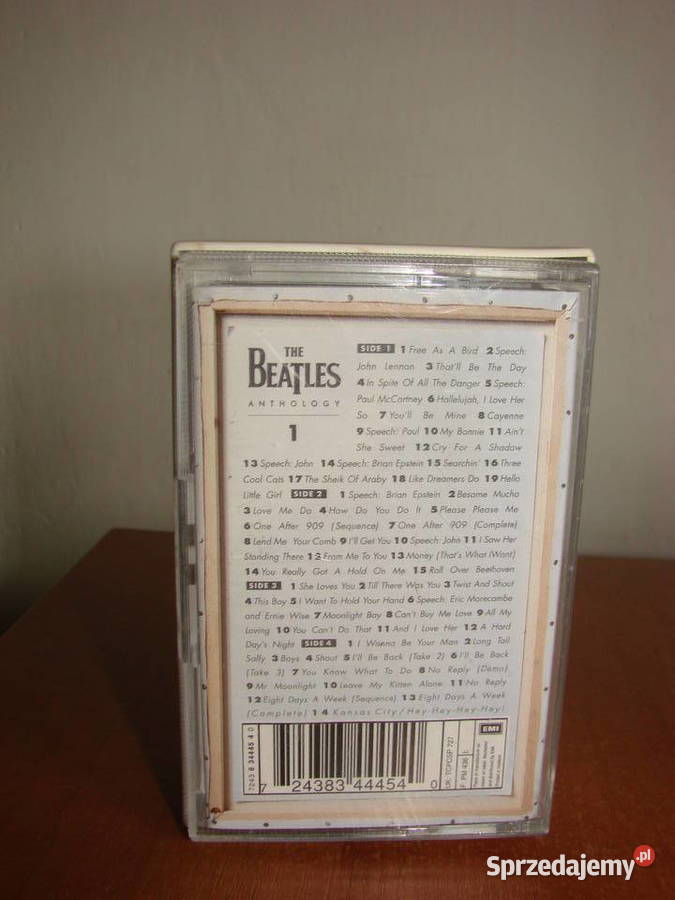 THE
BEATLES
ANTHOLOGY
1
SIDE 1 1 Free As A Bird 2 Speech:
John Lennon 3 That'll Be The Day
4 In Spite Of All The Danger 5 Speech:
Paul McCartney 6 Hallelujah, I Love Her
So 7 You'll Be Mine 8 Cayenne
9 Speech: Paul 10 My Bonnie 11 Ain't
She Sweet 12 Cry For A Shadow
13 Speech: John 14 Speech: Brian Epstein 15 Searchin' 16 Three
Cool Cats 17 The Sheik Of Araby 18 Like Dreamers Do 19 Hello
Little Girl SIDE 2 1 Speech: Brian Epstein 2 Besame Mucho
3 Love Me Do 4 How Do You Do It 5 Please Please Me
6 One After 909 (Sequence) 7 One After 909 (Complete)
8 Lend Me Your Comb 9 I'll Get You 10 Speech: John 11 I Saw Her
Standing There 12 From Me To You 13 Money (That's What I Want)
14 You Really Got A Hold On Me 15 Roll Over Beethoven
SIDE 3 1 She Loves You 2 Till There Was You 3 Twist And Shout
4 This Boy 5 I Want To Hold Your Hand 6 Speech: Eric Morecambe
and Ernie Wise 7 Moonlight Bay 8 Can't Buy Me Love 9 All My
Loving 10 You Can't Do That 11 And I Love Her 12 A Hard
Day's Night SIDE 4 1 I Wanna Be Your Man 2 Long Tall
Sally 3 Boys 4 Shout 5 I'll Be Back (Take 2) 6 I'll Be Back
(Take 3) 7 You Know What To Do 8 No Reply (Demo)
9 Mr Moonlight 10 Leave My Kitten Alone 11 No Reply
12 Eight Days A Week (Sequence) 13 Eight Days A Week
(Complete) 14 Kansas City/Hey-Hey-Hey-Hey!
7243 8 34445 4 0
7 24383 44454 0
UK: TCPCSP 727
F: PM 436
EMI
Sprzedajemy.pl